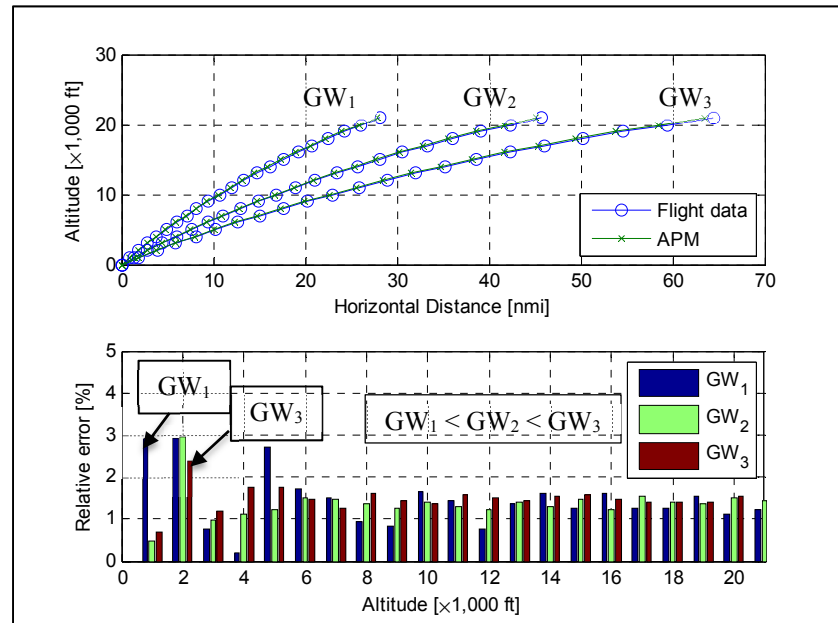 30
20
10
0
Altitude [×1,000 ft]
GW1
GW2
GW3
Flight data
APM
0 10 20 30 40 50 60 70
Horizontal Distance [nmi]
5
4
3
2
1
0
Relative error [%]
GW1
GW3
GW1 < GW2 < GW3
GW1
GW2
GW3
0 2 4 6 8 10 12 14 16 18 20
Altitude [×1,000 ft]